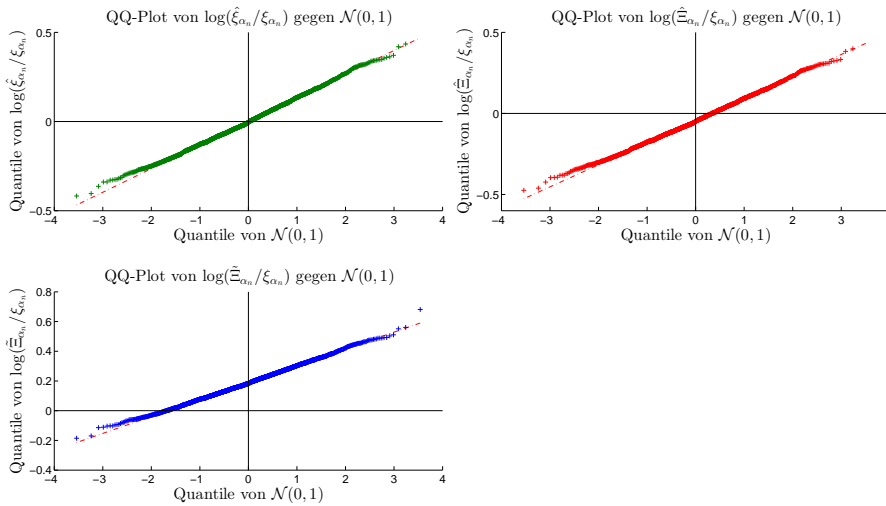 QQ-Plot von log(ξ̂_{α_n}/ξ_{α_n}) gegen 𝒩(0, 1)
Quantile von log(ξ̂_{α_n}/ξ_{α_n})
0.5
0
−0.5
−4 −3 −2 −1 0 1 2 3 4
Quantile von 𝒩(0, 1)
QQ-Plot von log(Ξ̂_{α_n}/ξ_{α_n}) gegen 𝒩(0, 1)
Quantile von log(Ξ̂_{α_n}/ξ_{α_n})
0.5
0
−0.5
−4 −3 −2 −1 0 1 2 3
Quantile von 𝒩(0, 1)
QQ-Plot von log(Ξ̃_{α_n}/ξ_{α_n}) gegen 𝒩(0, 1)
Quantile von log(Ξ̃_{α_n}/ξ_{α_n})
0.8
0.6
0.4
0.2
0
−0.2
−0.4
−4 −3 −2 −1 0 1 2 3 4
Quantile von 𝒩(0, 1)